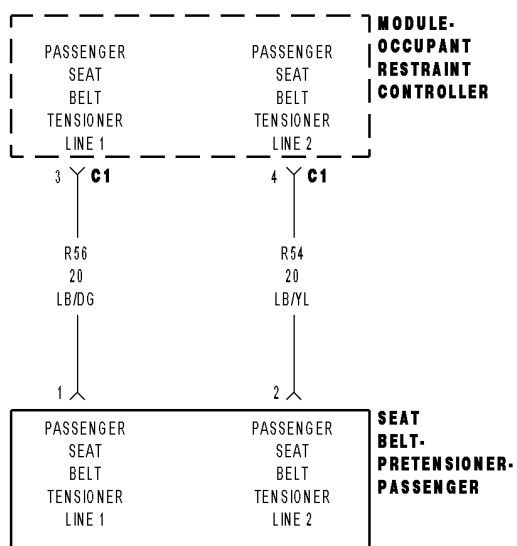 MODULE-
OCCUPANT
RESTRAINT
CONTROLLER
PASSENGER
SEAT
BELT
TENSIONER
LINE 1
PASSENGER
SEAT
BELT
TENSIONER
LINE 2
3 C1
4 C1
R56
20
LB/DG
R54
20
LB/YL
1
2
SEAT
BELT-
PRETENSIONER-
PASSENGER
PASSENGER
SEAT
BELT
TENSIONER
LINE 1
PASSENGER
SEAT
BELT
TENSIONER
LINE 2